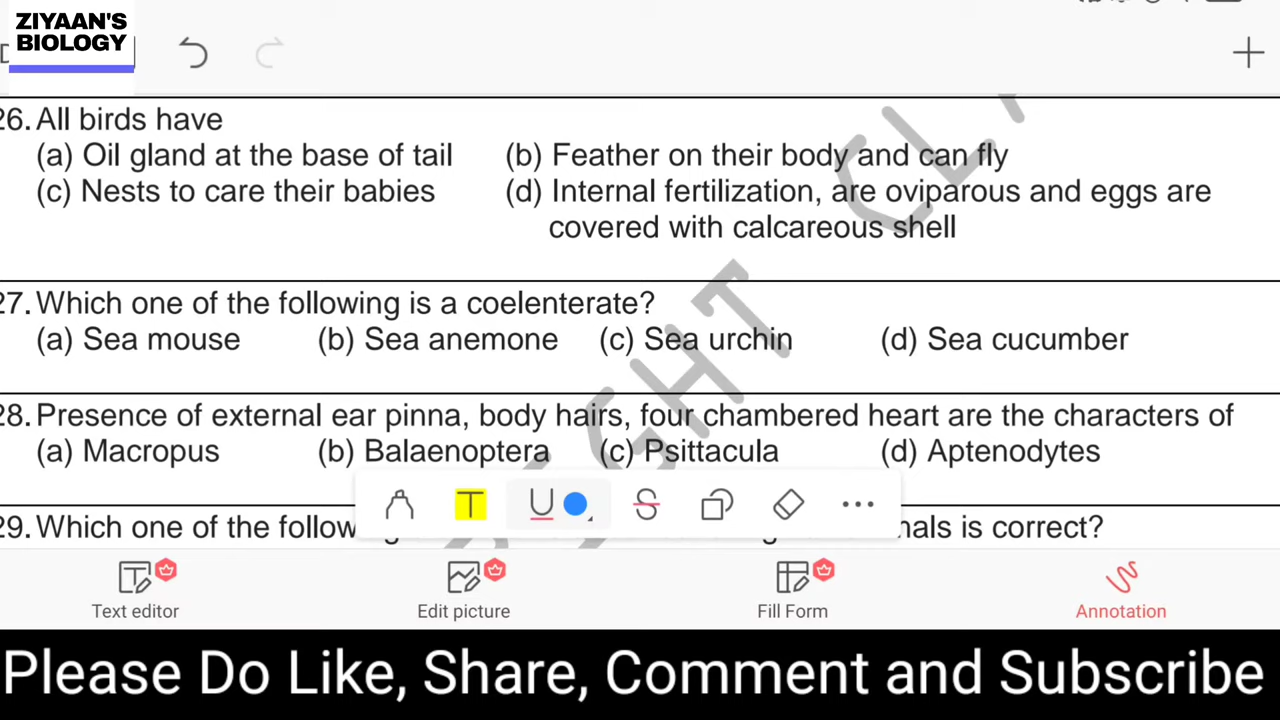 ZIYAAN'S
BIOLOGY
26. All birds have
(a) Oil gland at the base of tail (b) Feather on their body and can fly
(c) Nests to care their babies (d) Internal fertilization, are oviparous and eggs are
covered with calcareous shell
27. Which one of the following is a coelenterate?
(a) Sea mouse (b) Sea anemone (c) Sea urchin (d) Sea cucumber
28. Presence of external ear pinna, body hairs, four chambered heart are the characters of
(a) Macropus (b) Balaenoptera (c) Psittacula (d) Aptenodytes
29. Which one of the is correct?
Text editor Edit picture Fill Form Annotation
Please Do Like, Share, Comment and Subscribe